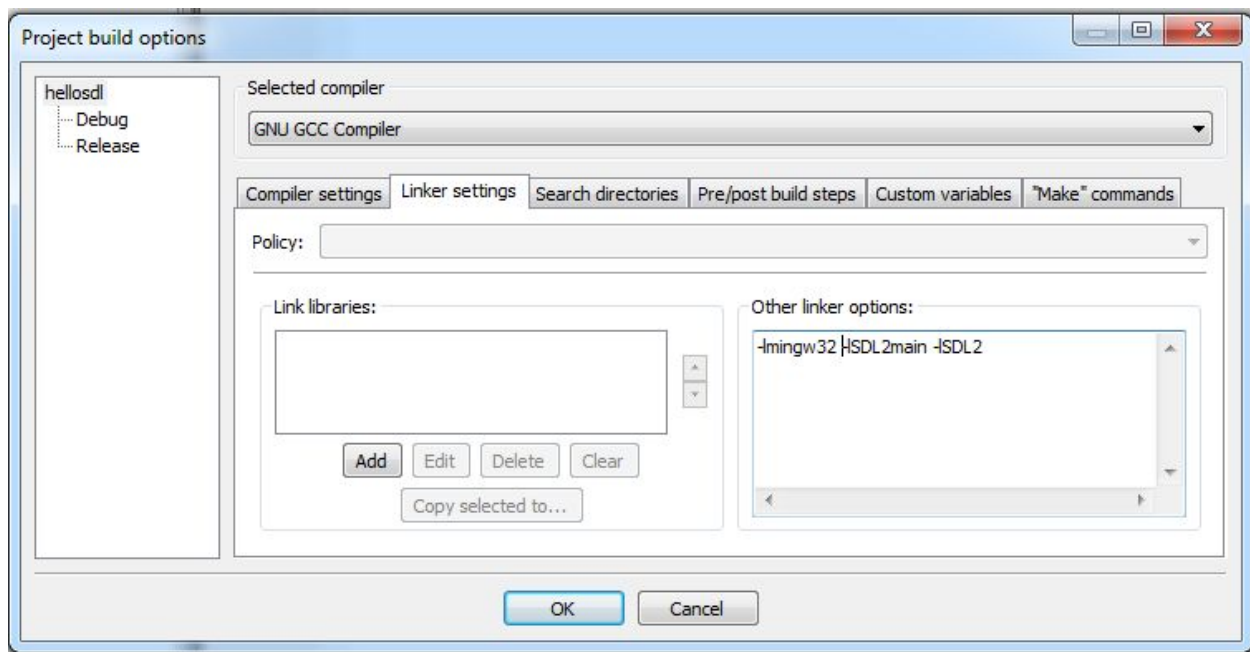 Project build options
hellosdl
Debug
Release
Selected compiler
GNU GCC Compiler
Compiler settings
Linker settings
Search directories
Pre/post build steps
Custom variables
"Make" commands
Policy:
Link libraries:
Add
Edit
Delete
Clear
Copy selected to...
Other linker options:
-lmingw32 -lSDL2main -lSDL2
OK
Cancel